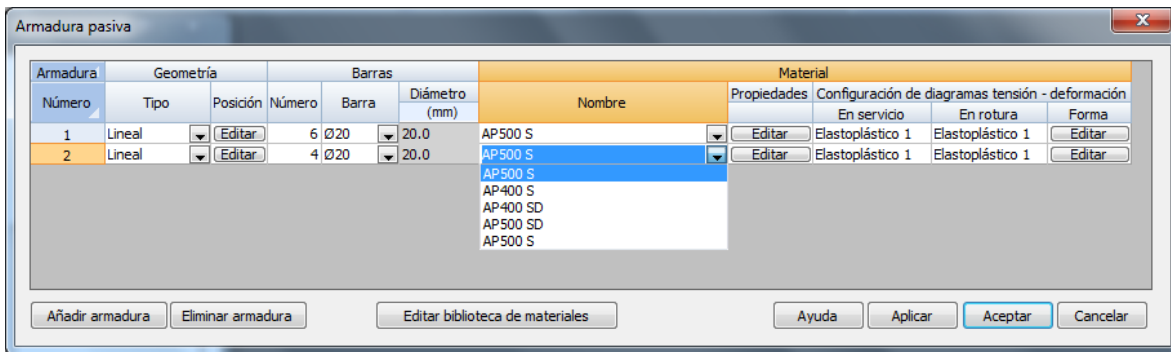 Armadura pasiva
Armadura Geometría Barras Material
Número Tipo Posición Número Barra Diámetro (mm) Nombre Propiedades Configuración de diagramas tensión - deformación
En servicio En rotura Forma
1 Lineal Editar 6 Ø20 20.0 AP500 S Editar Elastoplástico 1 Elastoplástico 1 Editar
2 Lineal Editar 4 Ø20 20.0 AP500 S Editar Elastoplástico 1 Elastoplástico 1 Editar
AP500 S
AP400 S
AP400 SD
AP500 SD
AP500 S
Añadir armadura Eliminar armadura Editar biblioteca de materiales Ayuda Aplicar Aceptar Cancelar